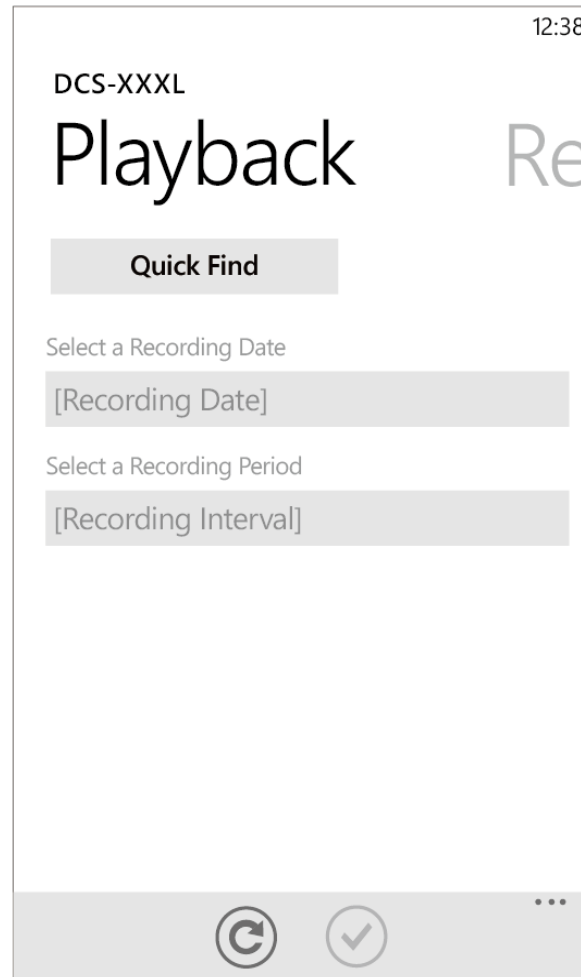 12:38
DCS-XXXL
Playback Re
Quick Find
Select a Recording Date
[Recording Date]
Select a Recording Period
[Recording Interval]